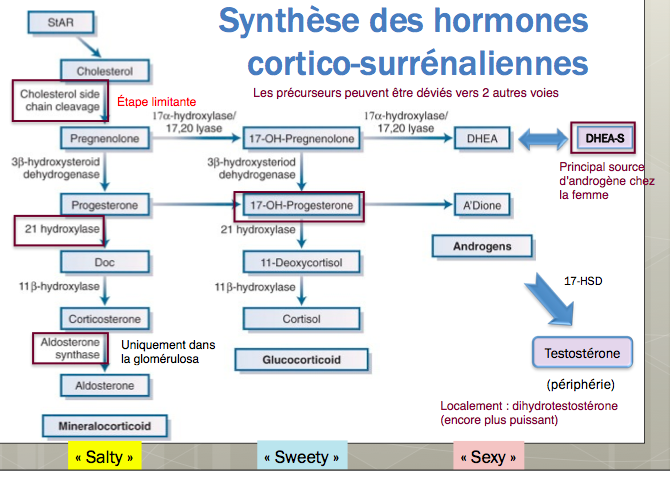 Synthèse des hormones
cortico-surrénaliennes
Les précurseurs peuvent être déviés vers 2 autres voies
StAR
Cholesterol
Cholesterol side
chain cleavage
Étape limitante
17α-hydroxylase/
17,20 lyase
17α-hydroxylase/
17,20 lyase
Pregnenolone
17-OH-Pregnenolone
DHEA
DHEA-S
3β-hydroxysteroid
dehydrogenase
3β-hydroxysteriod
dehydrogenase
Principal source
d'androgène chez
la femme
Progesterone
17-OH-Progesterone
A'Dione
21 hydroxylase
21 hydroxylase
Androgens
Doc
11-Deoxycortisol
11β-hydroxylase
11β-hydroxylase
17-HSD
Corticosterone
Cortisol
Aldosterone
synthase
Uniquement dans
la glomérulosa
Glucocorticoid
Testostérone
(périphérie)
Aldosterone
Localement : dihydrotestostérone
(encore plus puissant)
Mineralocorticoid
« Salty »
« Sweety »
« Sexy »